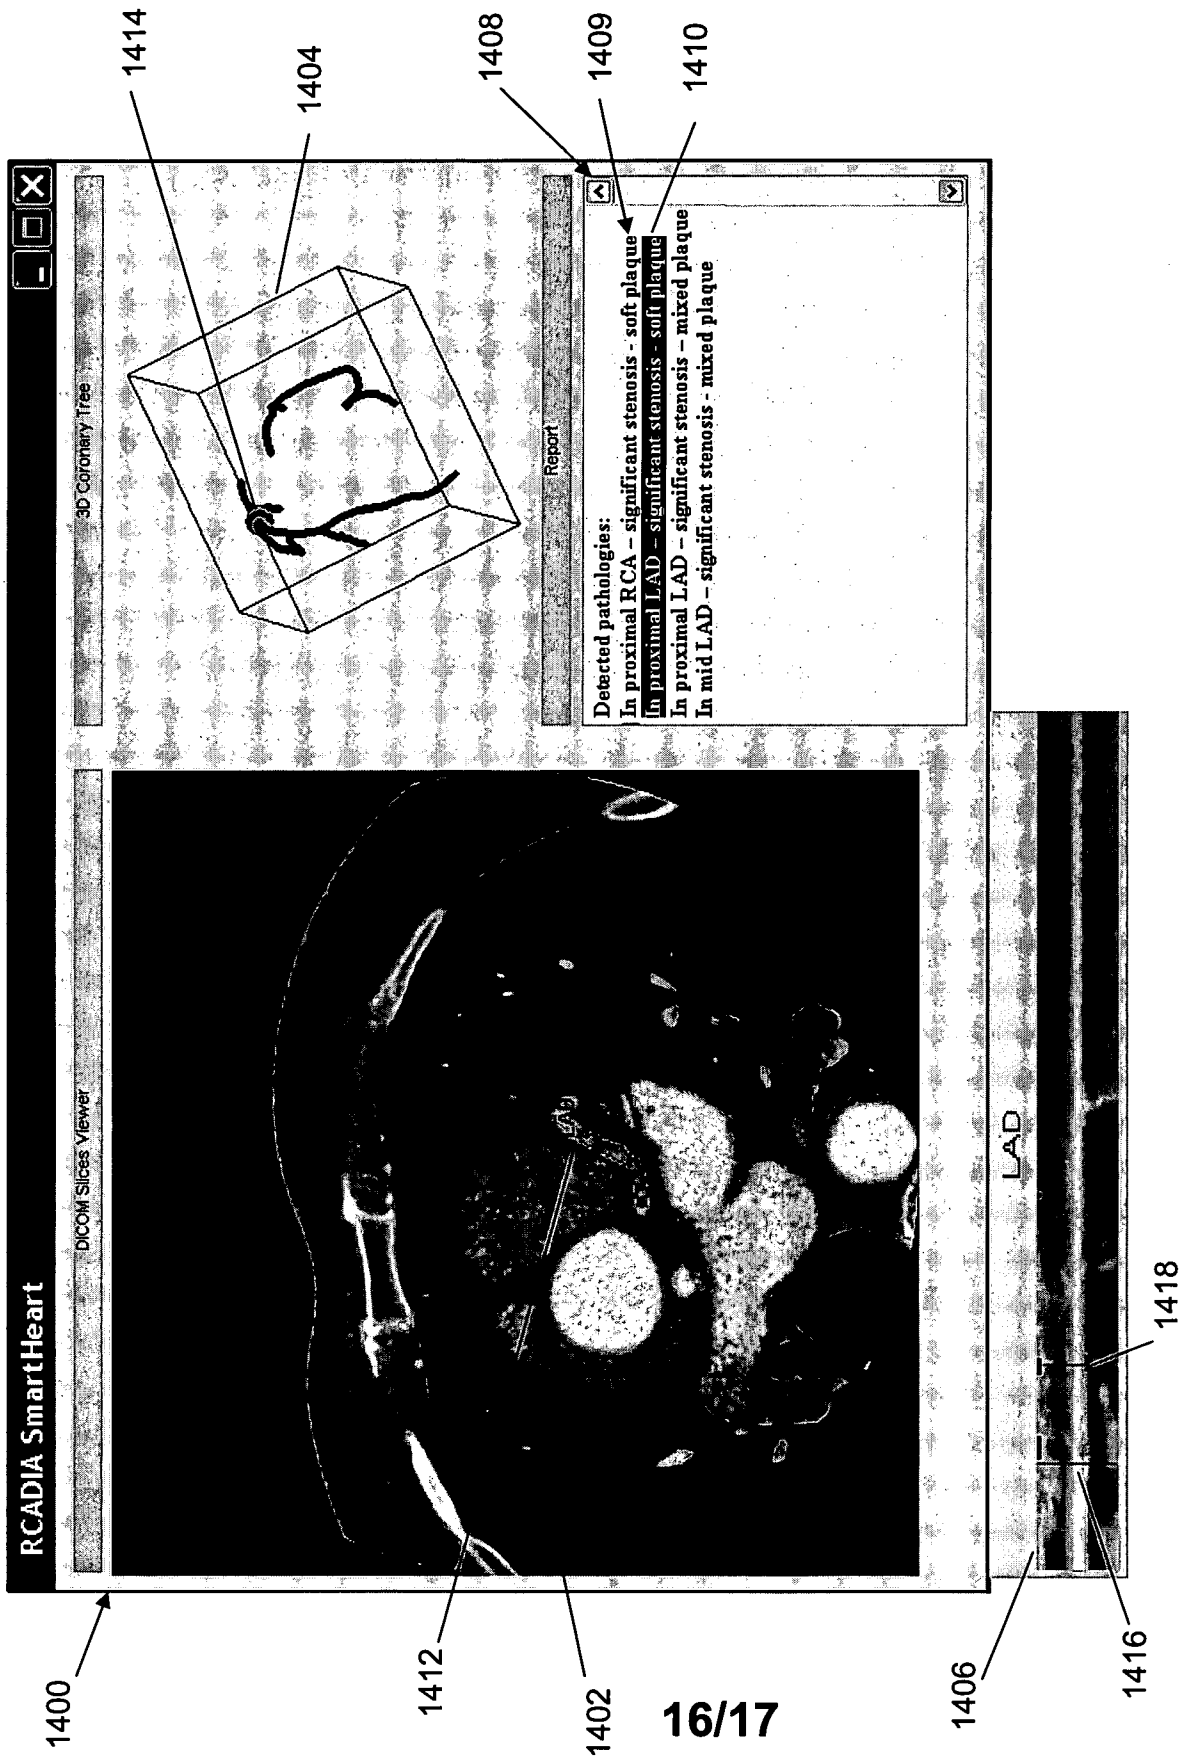 RCADIA SmartHeart
DICOM Slices Viewer
3D Coronary Tree
Report
Detected pathologies:
In proximal RCA – significant stenosis - soft plaque
In proximal LAD – significant stenosis - soft plaque
In proximal LAD – significant stenosis – mixed plaque
In mid LAD – significant stenosis - mixed plaque
LAD
1400
1412
1402
1406
1416
1418
1414
1404
1408
1409
1410
16/17